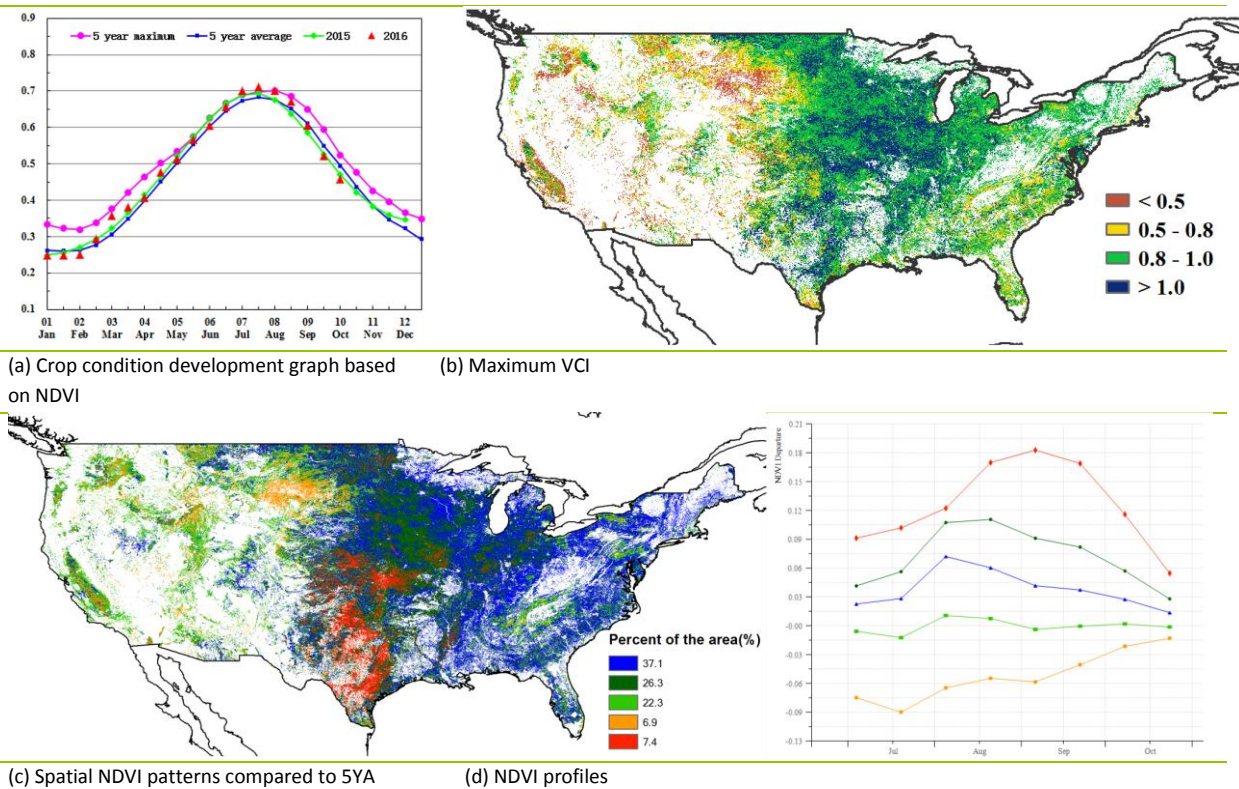 0.9
0.8
0.7
0.6
0.5
0.4
0.3
0.2
0.1
5 year maximum 5 year average 2015 2016
01 02 03 04 05 06 07 08 09 10 11 12
Jan Feb Mar Apr May Jun Jul Aug Sep Oct Nov Dec
< 0.5
0.5 - 0.8
0.8 - 1.0
> 1.0
(a) Crop condition development graph based
on NDVI
(b) Maximum VCI
Percent of the area(%)
37.1
26.3
22.3
6.9
7.4
NDVI Departure
0.21
0.18
0.15
0.12
0.09
0.06
0.03
-0.00
-0.03
-0.06
-0.09
-0.13
Jul Aug Sep Oct
(c) Spatial NDVI patterns compared to 5YA
(d) NDVI profiles